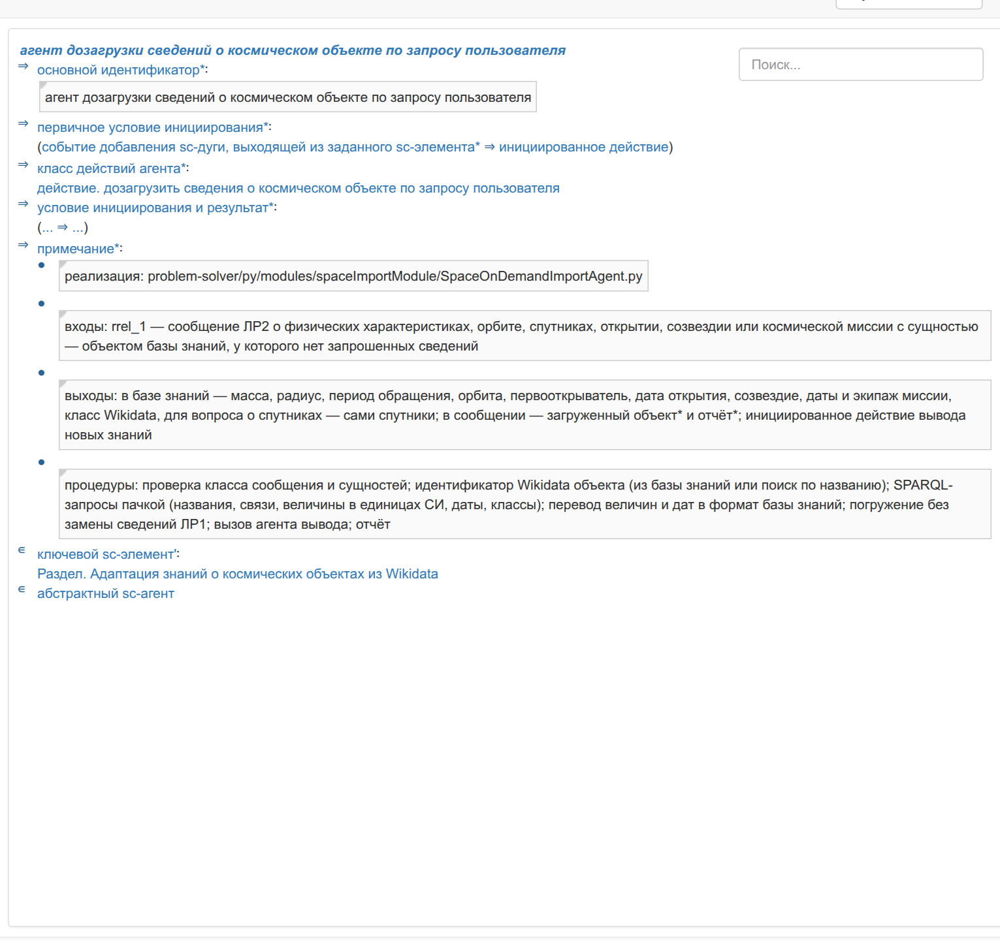 агент дозагрузки сведений о космическом объекте по запросу пользователя
Поиск...
⇒ основной идентификатор*:
агент дозагрузки сведений о космическом объекте по запросу пользователя
⇒ первичное условие инициирования*:
(событие добавления sc-дуги, выходящей из заданного sc-элемента* ⇒ инициированное действие)
⇒ класс действий агента*:
действие. дозагрузить сведения о космическом объекте по запросу пользователя
⇒ условие инициирования и результат*:
(... ⇒ ...)
⇒ примечание*:
• реализация: problem-solver/py/modules/spaceImportModule/SpaceOnDemandImportAgent.py
• входы: rrel_1 — сообщение ЛР2 о физических характеристиках, орбите, спутниках, открытии, созвездии или космической миссии с сущностью
— объектом базы знаний, у которого нет запрошенных сведений
• выходы: в базе знаний — масса, радиус, период обращения, орбита, первооткрыватель, дата открытия, созвездие, даты и экипаж миссии,
класс Wikidata, для вопроса о спутниках — сами спутники; в сообщении — загруженный объект* и отчёт*; инициированное действие вывода
новых знаний
• процедуры: проверка класса сообщения и сущностей; идентификатор Wikidata объекта (из базы знаний или поиск по названию); SPARQL-
запросы пачкой (названия, связи, величины в единицах СИ, даты, классы); перевод величин и дат в формат базы знаний; погружение без
замены сведений ЛР1; вызов агента вывода; отчёт
∈ ключевой sc-элемент':
Раздел. Адаптация знаний о космических объектах из Wikidata
∈ абстрактный sc-агент